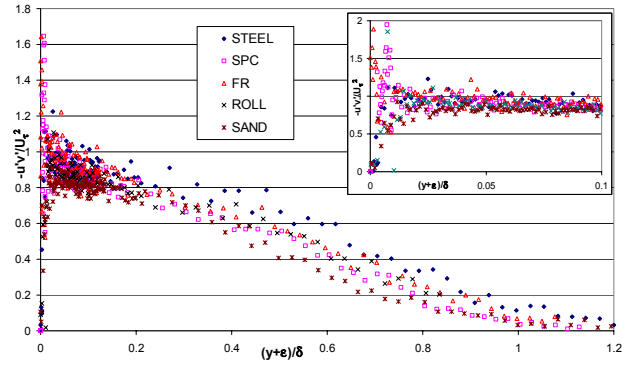 1.8
1.6
1.4
1.2
1
0.8
0.6
0.4
0.2
0
-u'v'/Uτ²
0 0.2 0.4 0.6 0.8 1 1.2
(y+ε)/δ
STEEL
SPC
FR
ROLL
SAND
2
1.5
1
0.5
0
-u'v'/Uτ²
0 0.05 0.1
(y+ε)/δ